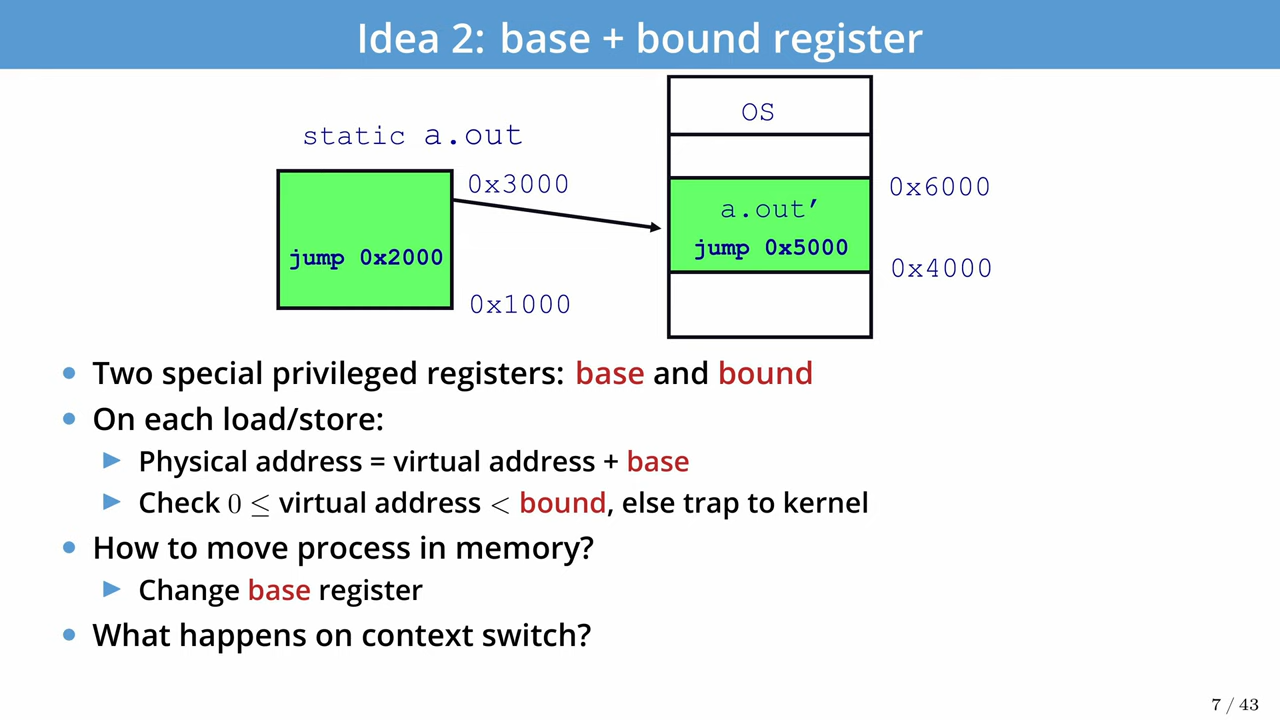 Idea 2: base + bound register
static a.out
0x3000
jump 0x2000
0x1000
OS
0x6000
a.out’
jump 0x5000
0x4000
• Two special privileged registers: base and bound
• On each load/store:
▶ Physical address = virtual address + base
▶ Check 0 ≤ virtual address < bound, else trap to kernel
• How to move process in memory?
▶ Change base register
• What happens on context switch?
7 / 43